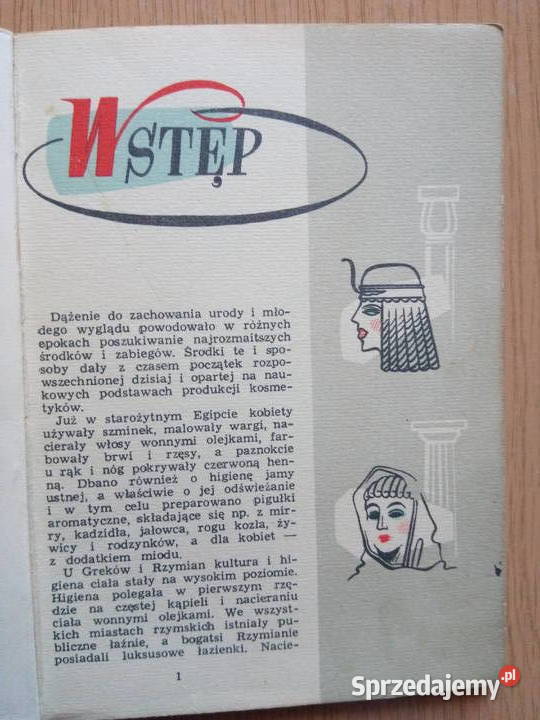 WSTĘP
Dążenie do zachowania urody i mło-
dego wyglądu powodowało w różnych
epokach poszukiwanie najrozmaitszych
środków i zabiegów. Środki te i spo-
soby dały z czasem początek rozpo-
wszechnionej dzisiaj i opartej na nau-
kowych podstawach produkcji kosme-
tyków.
Już w starożytnym Egipcie kobiety
używały szminek, malowały wargi, na-
cierały włosy wonnymi olejkami, far-
bowały brwi i rzęsy, a paznokcie
u rąk i nóg pokrywały czerwoną hen-
ną. Dbano również o higienę jamy
ustnej, a właściwie o jej odświeżanie
i w tym celu preparowano pigułki
aromatyczne, składające się np. z mir-
ry, kadzidła, jałowca, rogu kozła, ży-
wicy i rodzynków, a dla kobiet —
z dodatkiem miodu.
U Greków i Rzymian kultura i hi-
giena ciała stały na wysokim poziomie.
Higiena polegała w pierwszym rzę-
dzie na częstej kąpieli i nacieraniu
ciała wonnymi olejkami. We wszyst-
kich miastach rzymskich istniały pu-
bliczne łaźnie, a bogatsi Rzymianie
posiadali luksusowe łazienki. Nacie-
1
Sprzedajemy.pl